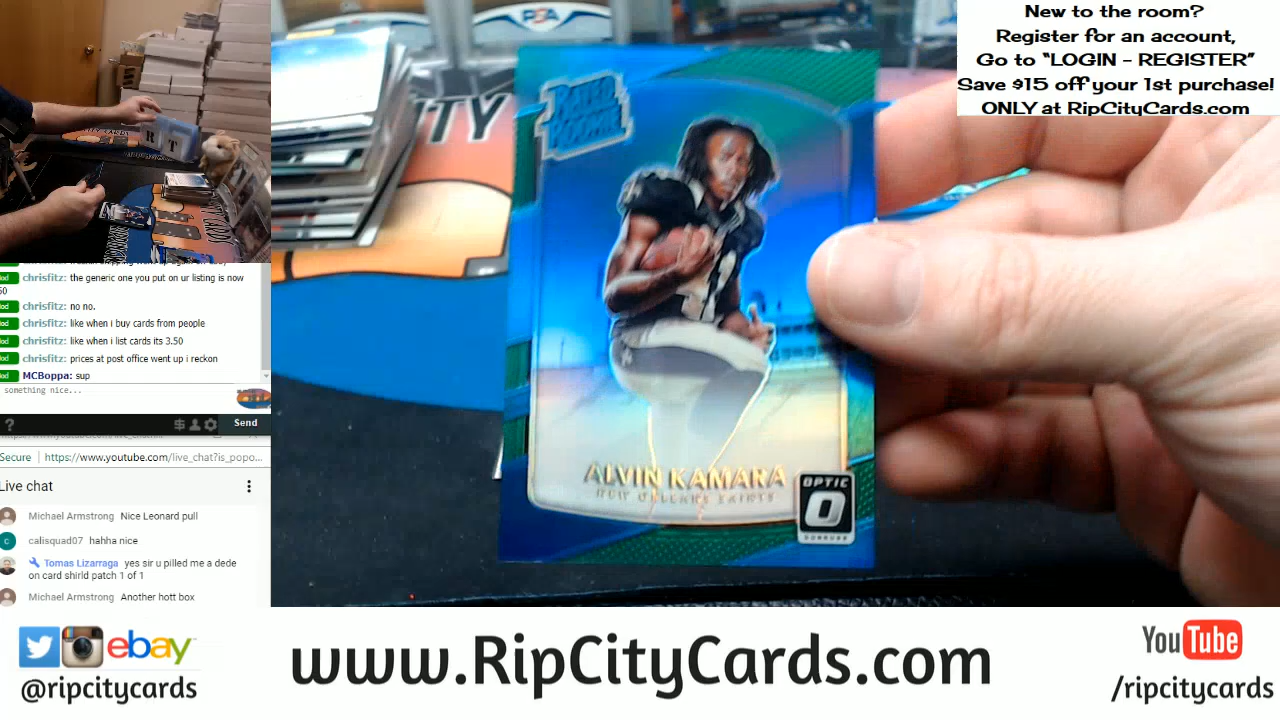 New to the room?
Register for an account,
Go to "LOGIN - REGISTER"
Save $15 off your 1st purchase!
ONLY at RipCityCards.com
PSA
RATED
ROOKIE
ITY
R
T
chrisfitz: the generic one you put on ur listing is now
50
chrisfitz: no no.
chrisfitz: like when i buy cards from people
chrisfitz: like when i list cards its 3.50
chrisfitz: prices at post office went up i reckon
MCBoppa: sup
something nice...
? $ Send
Secure https://www.youtube.com/live_chat?is_popo...
Live chat
Michael Armstrong Nice Leonard pull
c calisquad07 hahha nice
Tomas Lizarraga yes sir u pilled me a dede
on card shirld patch 1 of 1
Michael Armstrong Another hott box
41
ALVIN KAMARA
NEW ORLEANS SAINTS
OPTIC
O
DONRUSS
ebay
@ripcitycards
www.RipCityCards.com
YouTube
/ripcitycards